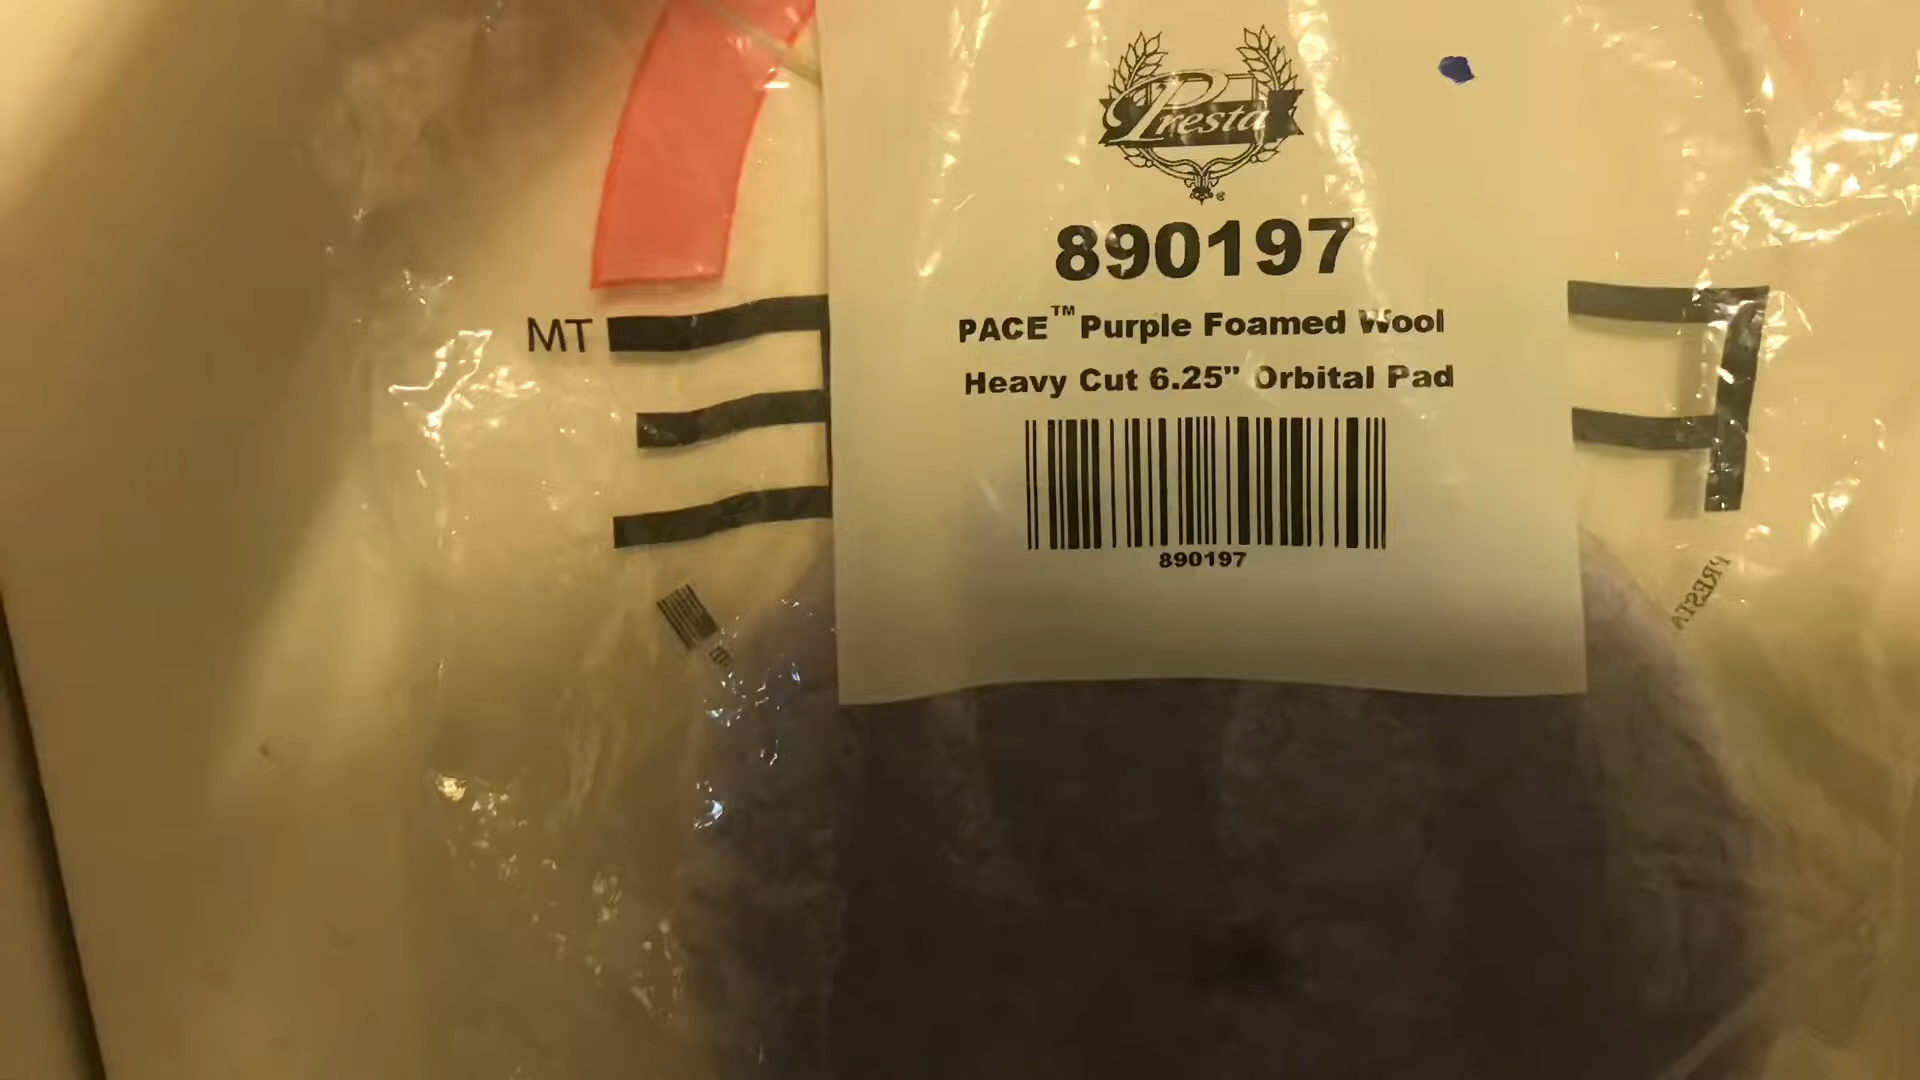 Presta
®
890197
PACE™ Purple Foamed Wool
Heavy Cut 6.25" Orbital Pad
890197
MT
PRESTA